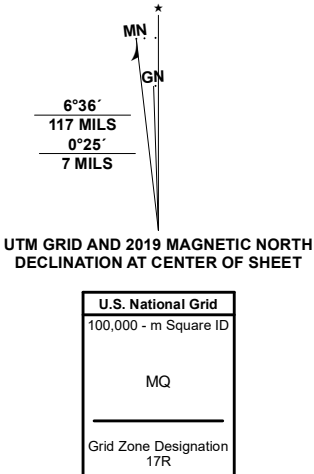 ★
MN
GN
6°36´
117 MILS
0°25´
7 MILS
UTM GRID AND 2019 MAGNETIC NORTH
DECLINATION AT CENTER OF SHEET
U.S. National Grid
100,000 - m Square ID
MQ
Grid Zone Designation
17R